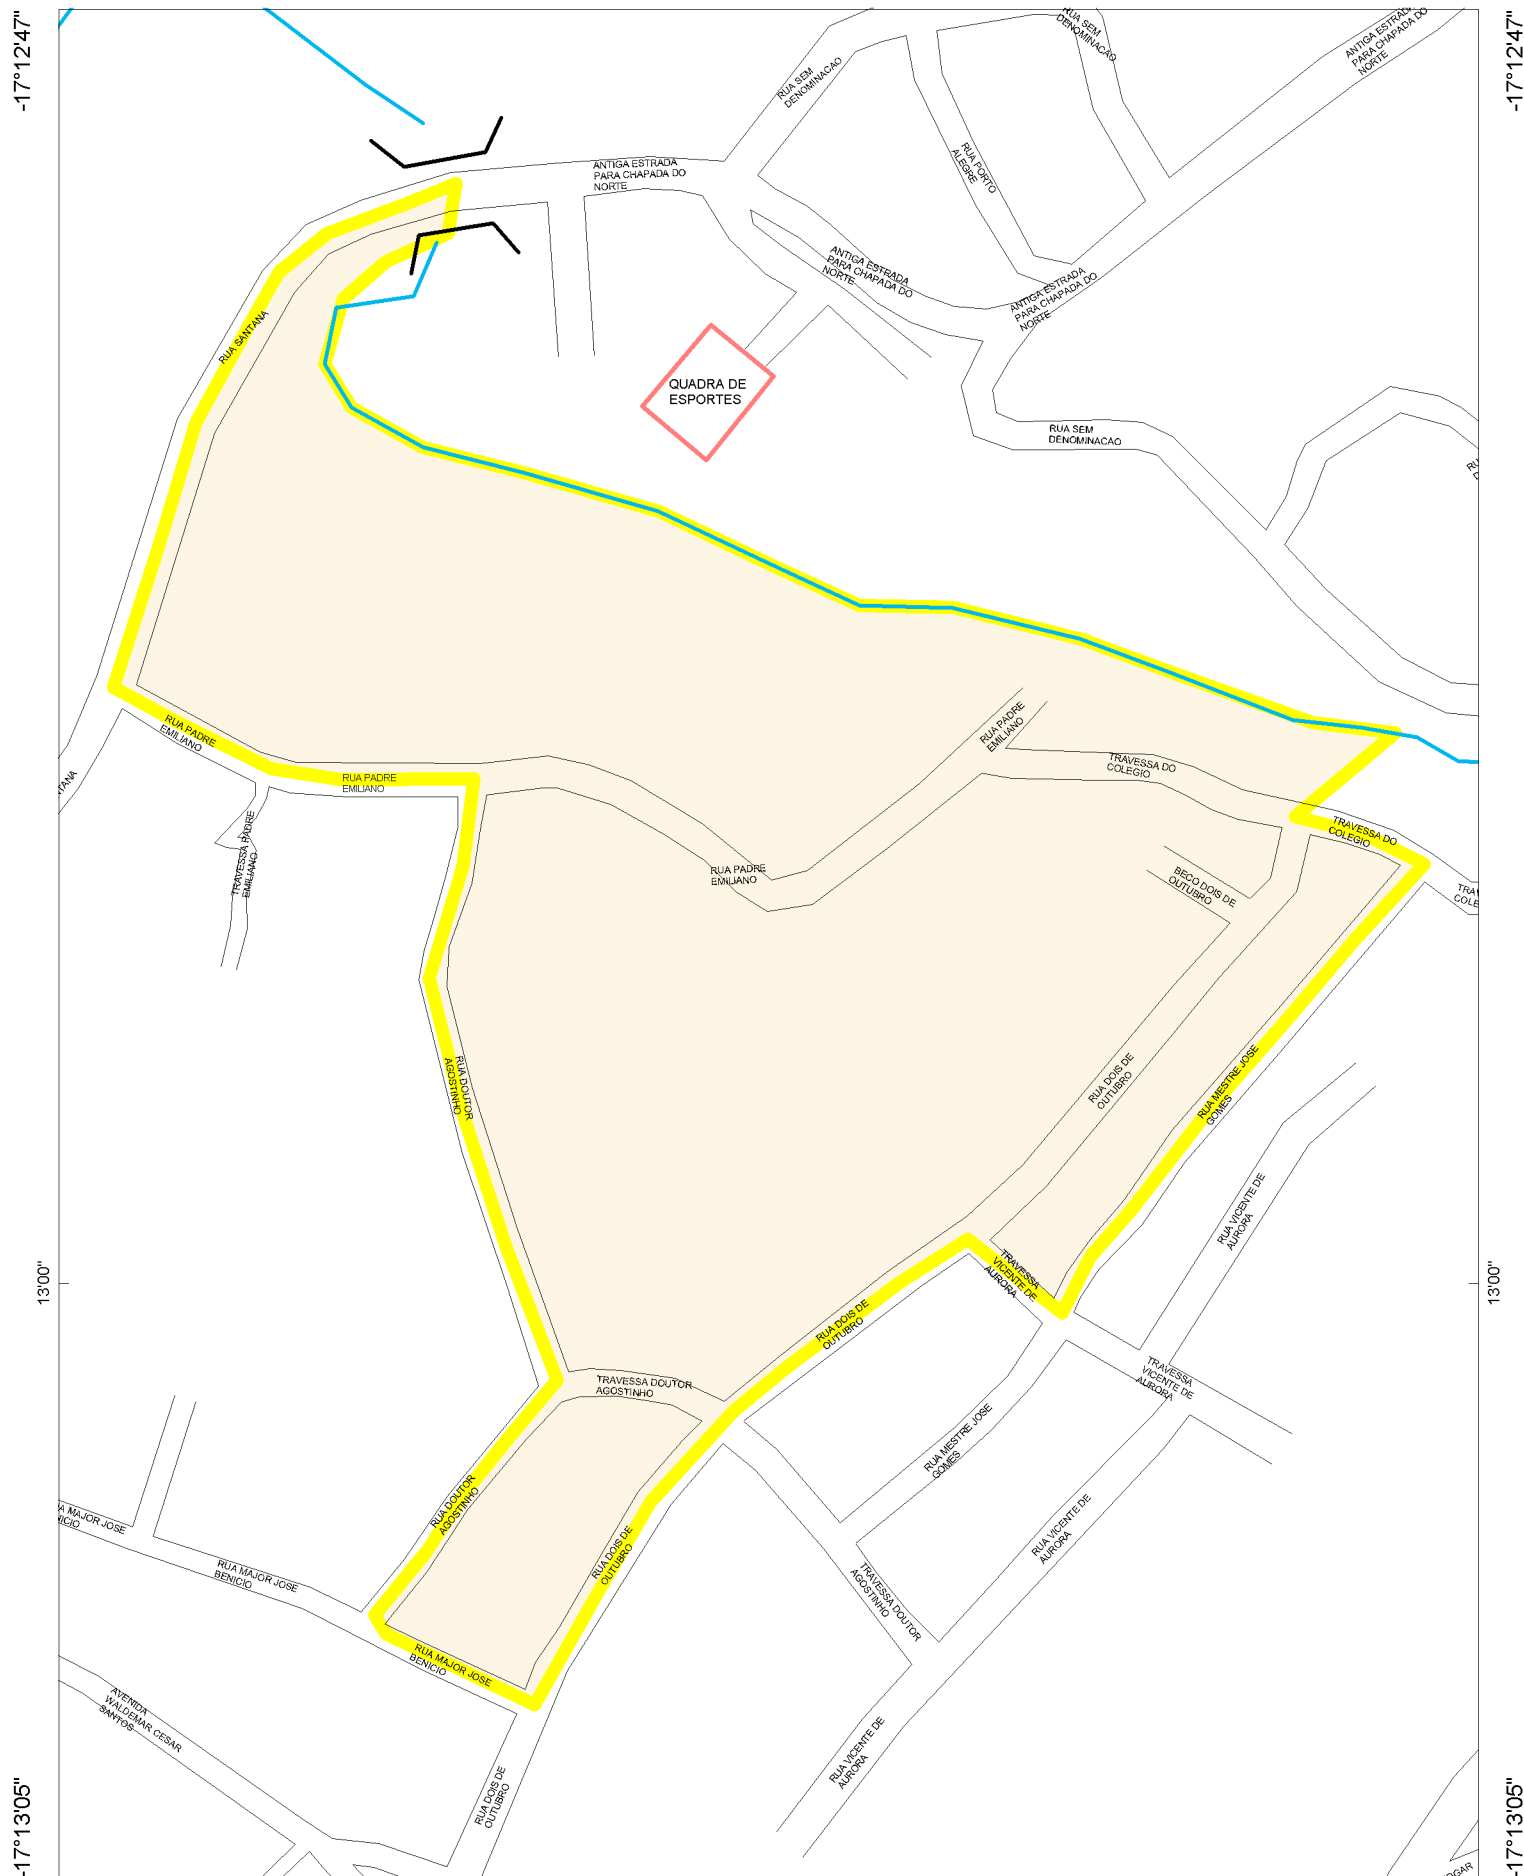 -17°12'47"
-17°12'47"
RUA SEM
DENOMINACAO
ANTIGA ESTRADA
PARA CHAPADA DO
NORTE
RUA SEM
DENOMINACAO
ANTIGA ESTRADA
PARA CHAPADA DO
NORTE
RUA PORTO
ALEGRE
ANTIGA ESTRADA
PARA CHAPADA DO
NORTE
ANTIGA ESTRADA
PARA CHAPADA DO
NORTE
RUA SANTANA
QUADRA DE
ESPORTES
RUA SEM
DENOMINACAO
RUA PADRE
EMILIANO
RUA PADRE
EMILIANO
TRAVESSA DO
COLEGIO
TANA
RUA PADRE
EMILIANO
TRAVESSA PADRE
EMILIANO
TRAVESSA DO
COLEGIO
RUA PADRE
EMILIANO
BECO DOIS DE
OUTUBRO
TRAV
COLE
RUA DOUTOR
AGOSTINHO
RUA DOIS DE
OUTUBRO
RUA MESTRE JOSE
GOMES
RUA VICENTE DE
AURORA
TRAVESSA
VICENTE DE
AURORA
13'00"
13'00"
RUA DOIS DE
OUTUBRO
TRAVESSA DOUTOR
AGOSTINHO
TRAVESSA
VICENTE DE
AURORA
RUA MESTRE JOSE
GOMES
RUA DOUTOR
AGOSTINHO
A MAJOR JOSE
NICIO
RUA VICENTE DE
AURORA
RUA DOIS DE
OUTUBRO
RUA MAJOR JOSE
BENICIO
TRAVESSA DOUTOR
AGOSTINHO
RUA MAJOR JOSE
BENICIO
AVENIDA
WALDEMAR CESAR
SANTOS
RUA VICENTE DE
AURORA
RUA DOIS DE
OUTUBRO
-17°13'05"
-17°13'05"